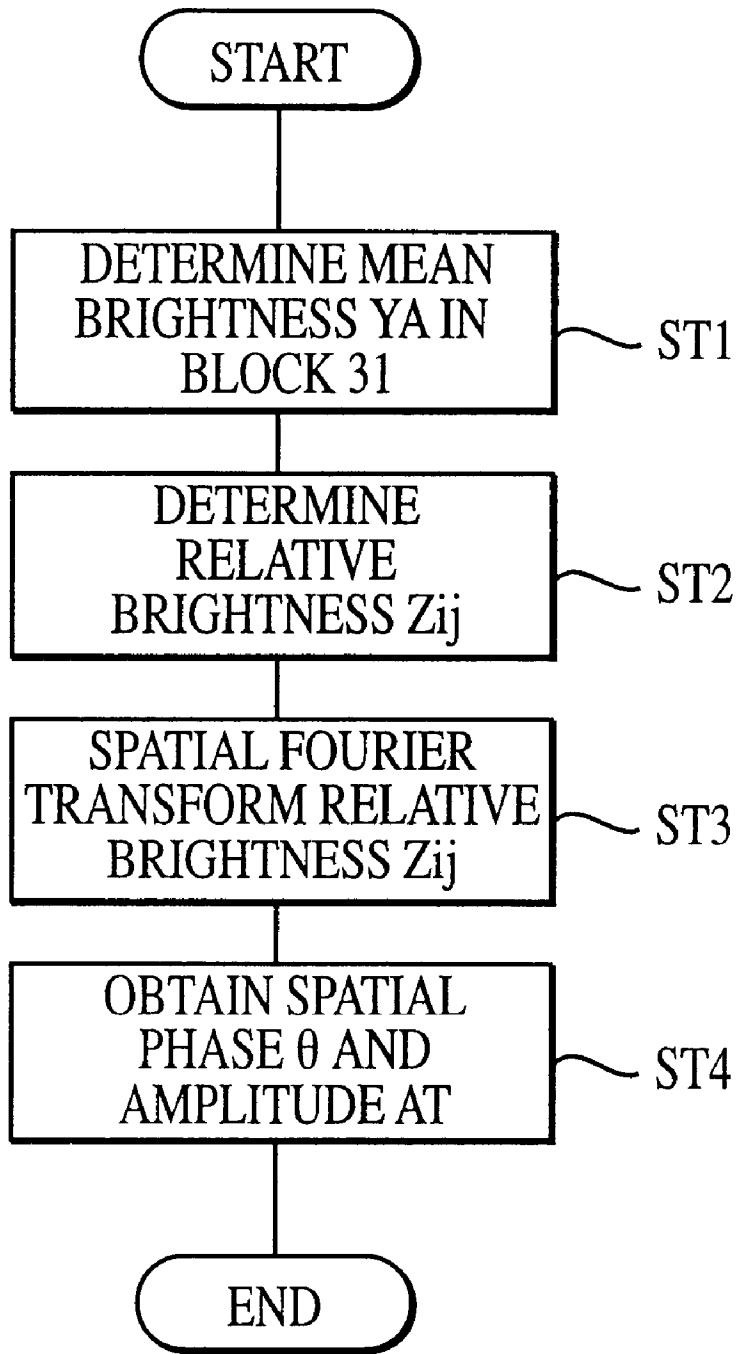 START
DETERMINE MEAN
BRIGHTNESS YA IN
BLOCK 31
ST1
DETERMINE
RELATIVE
BRIGHTNESS Zij
ST2
SPATIAL FOURIER
TRANSFORM RELATIVE
BRIGHTNESS Zij
ST3
OBTAIN SPATIAL
PHASE θ AND
AMPLITUDE AT
ST4
END